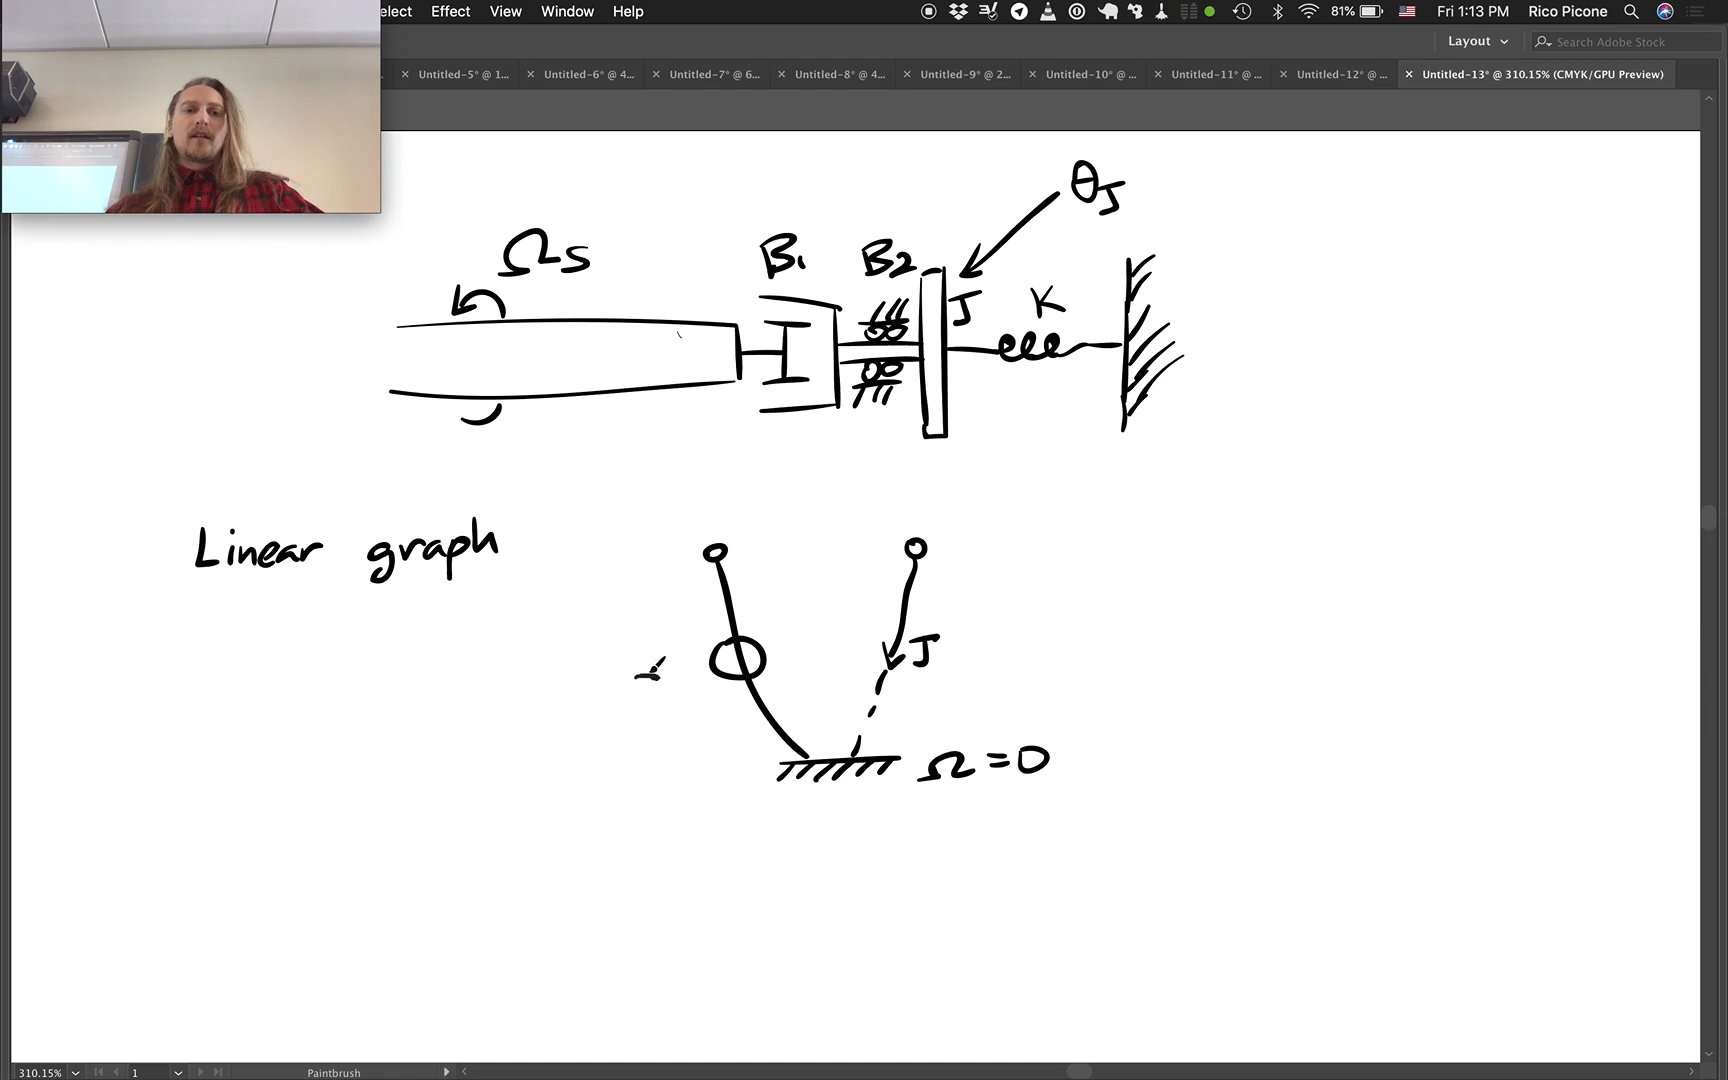 elect Effect View Window Help 81% Fri 1:13 PM Rico Picone
Layout Search Adobe Stock
Untitled-5* @ 1... Untitled-6* @ 4... Untitled-7* @ 6... Untitled-8* @ 4... Untitled-9* @ 2... Untitled-10* @ ... Untitled-11* @ ... Untitled-12* @ ... Untitled-13* @ 310.15% (CMYK/GPU Preview)
θJ
Ωs B1 B2 J K
Linear graph
J
Ω = 0
310.15% 1 Paintbrush